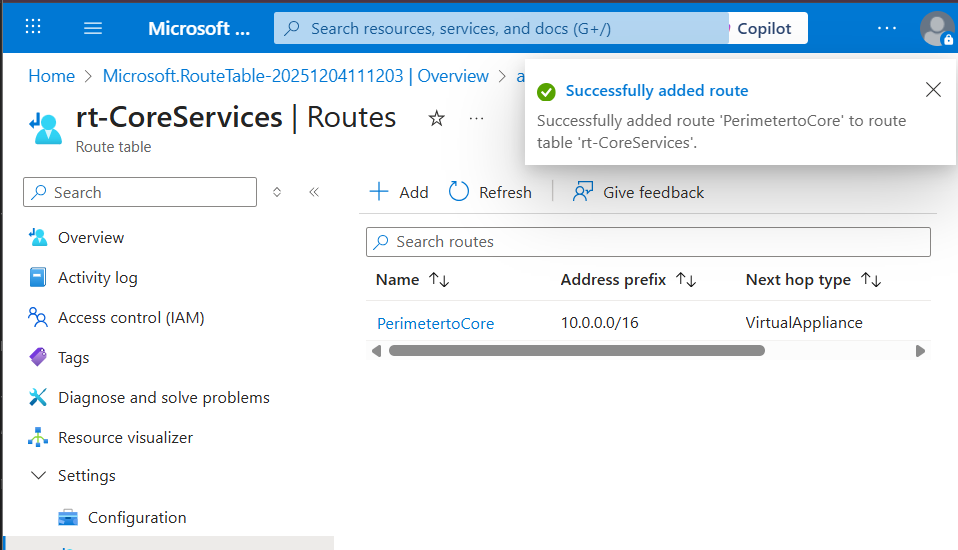 Microsoft ...
Search resources, services, and docs (G+/)
Copilot
...
Home > Microsoft.RouteTable-20251204111203 | Overview > a
Successfully added route
Successfully added route 'PerimetertoCore' to route
table 'rt-CoreServices'.
rt-CoreServices | Routes
...
Route table
Search
Add
Refresh
Give feedback
Overview
Activity log
Access control (IAM)
Tags
Diagnose and solve problems
Resource visualizer
Settings
Configuration
Search routes
Name Address prefix Next hop type
PerimetertoCore 10.0.0.0/16 VirtualAppliance